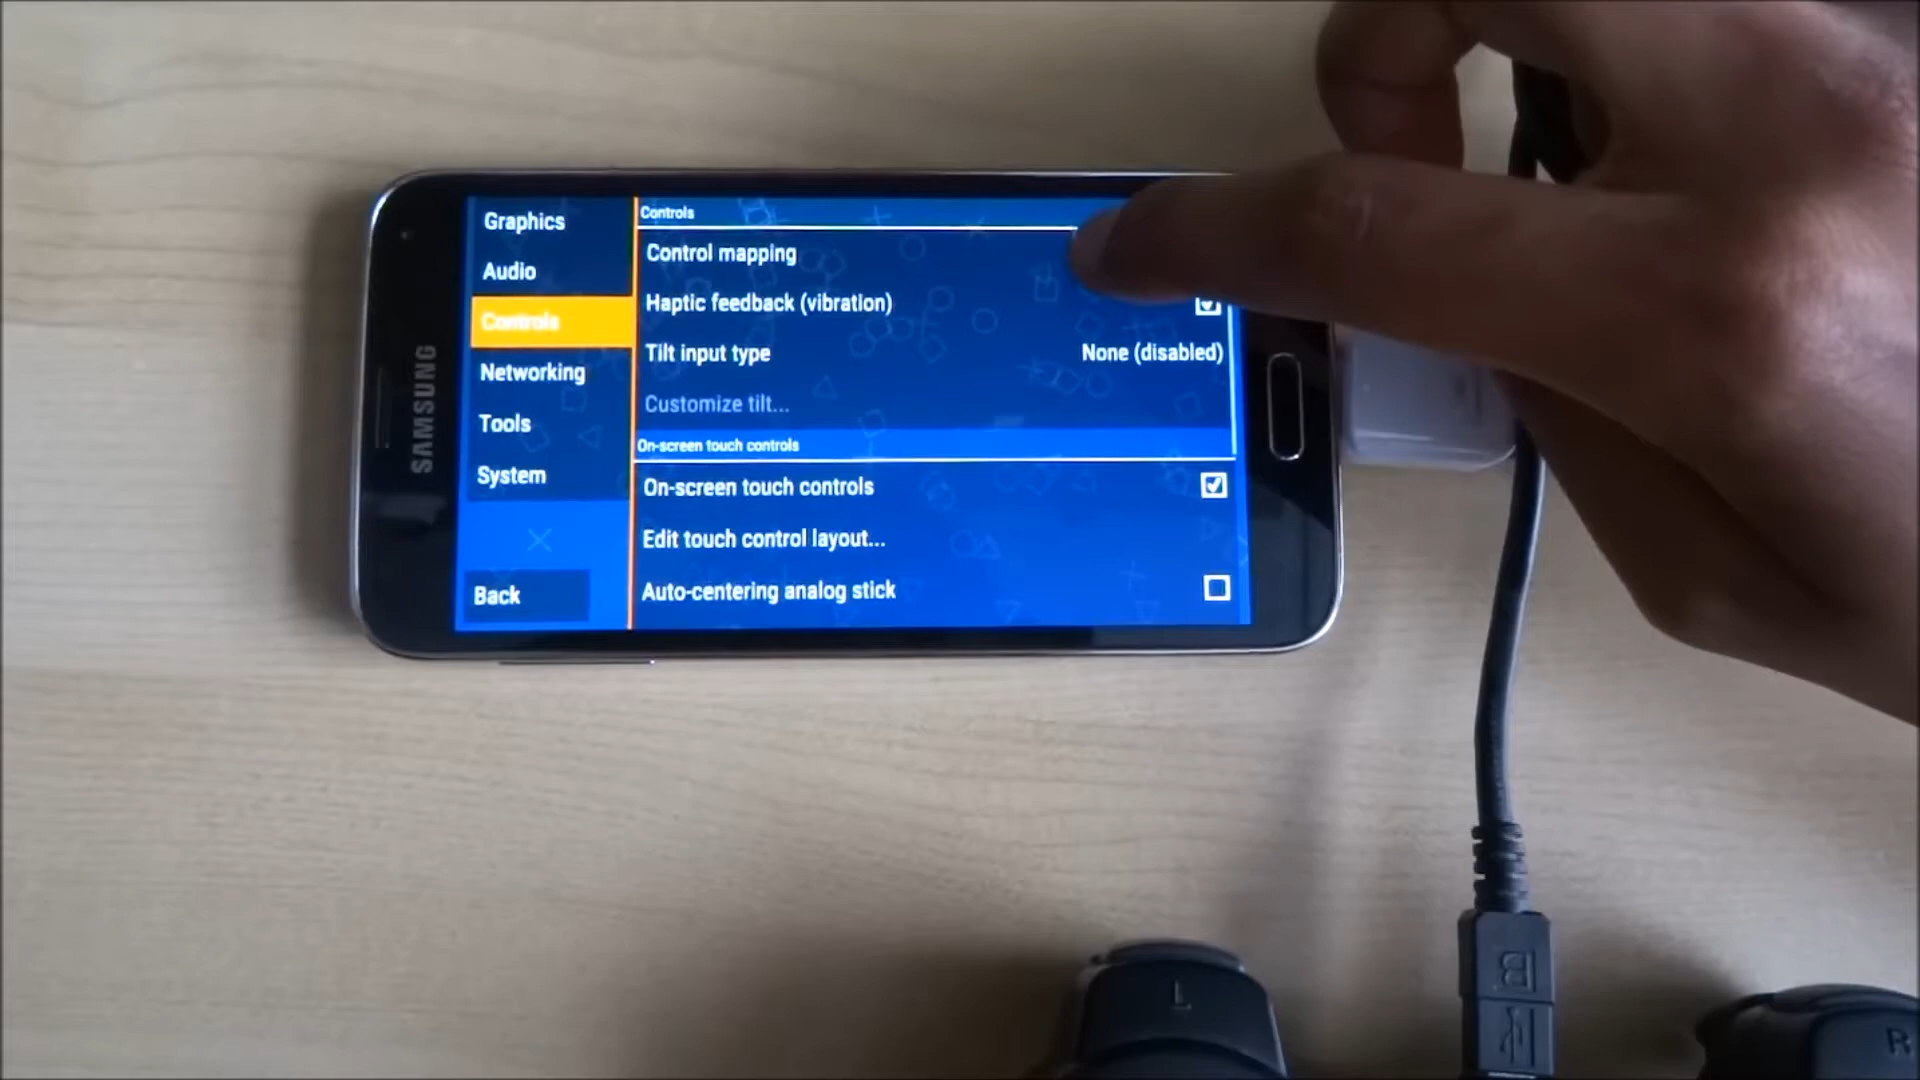 SAMSUNG
Graphics
Audio
Controls
Networking
Tools
System
Back
Controls
Control mapping
Haptic feedback (vibration)
Tilt input type None (disabled)
Customize tilt...
On-screen touch controls
On-screen touch controls
Edit touch control layout...
Auto-centering analog stick
L
R